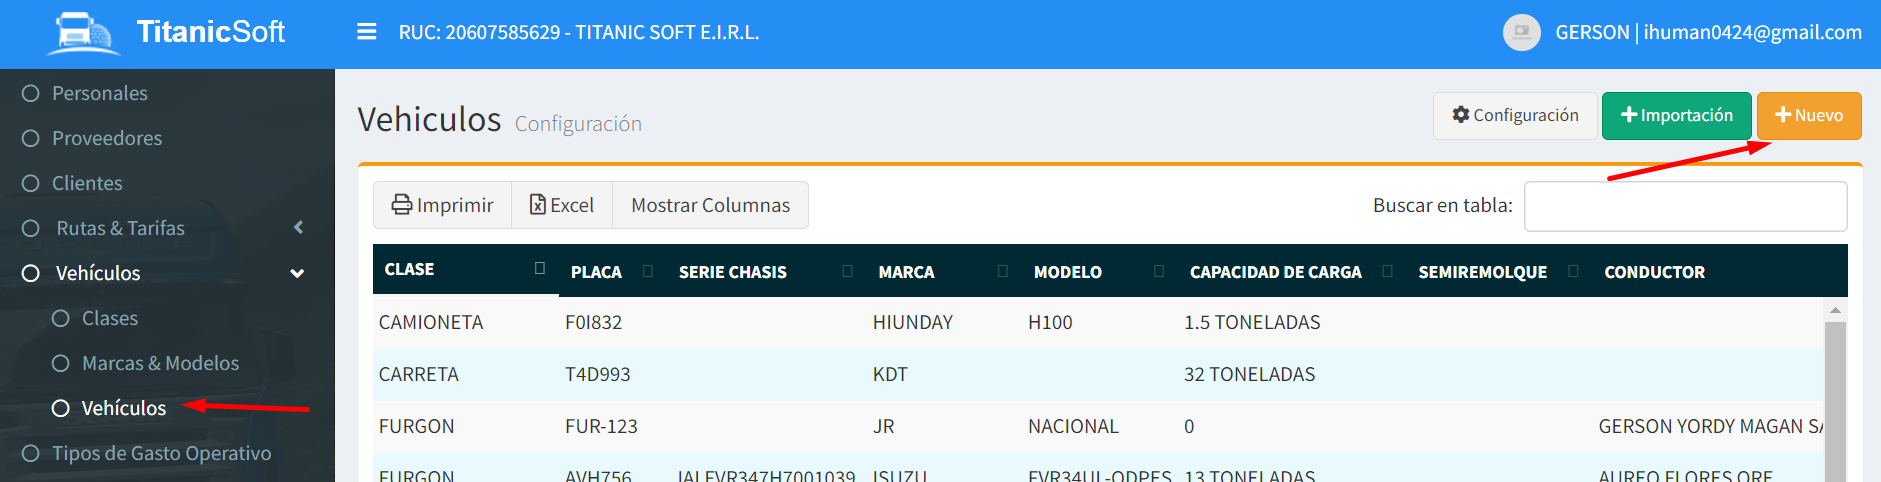 TitanicSoft
RUC: 20607585629 - TITANIC SOFT E.I.R.L.
GERSON | ihuman0424@gmail.com
Personales
Proveedores
Clientes
Rutas & Tarifas
Vehículos
Clases
Marcas & Modelos
Vehículos
Tipos de Gasto Operativo
Vehiculos Configuración
Configuración
Importación
Nuevo
Imprimir
Excel
Mostrar Columnas
Buscar en tabla:
CLASE PLACA SERIE CHASIS MARCA MODELO CAPACIDAD DE CARGA SEMIREMOLQUE CONDUCTOR
CAMIONETA F0I832 HIUNDAY H100 1.5 TONELADAS
CARRETA T4D993 KDT 32 TONELADAS
FURGON FUR-123 JR NACIONAL 0 GERSON YORDY MAGAN
FURGON AVH756 JALFVR347H7001039 ISUZU FVR34UL-QDPES 13 TONELADAS AUREO FLORES ORE